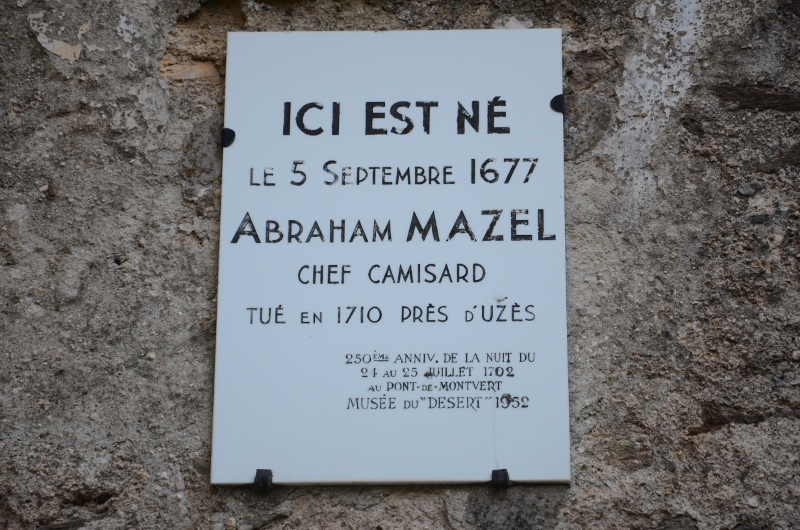 ICI EST NÉ
LE 5 SEPTEMBRE 1677
ABRAHAM MAZEL
CHEF CAMISARD
TUÉ EN 1710 PRÈS D'UZÈS
250ÈME ANNIV. DE LA NUIT DU
24 AU 25 JUILLET 1702
AU PONT-DE-MONTVERT
MUSÉE DU "DESERT" 1952